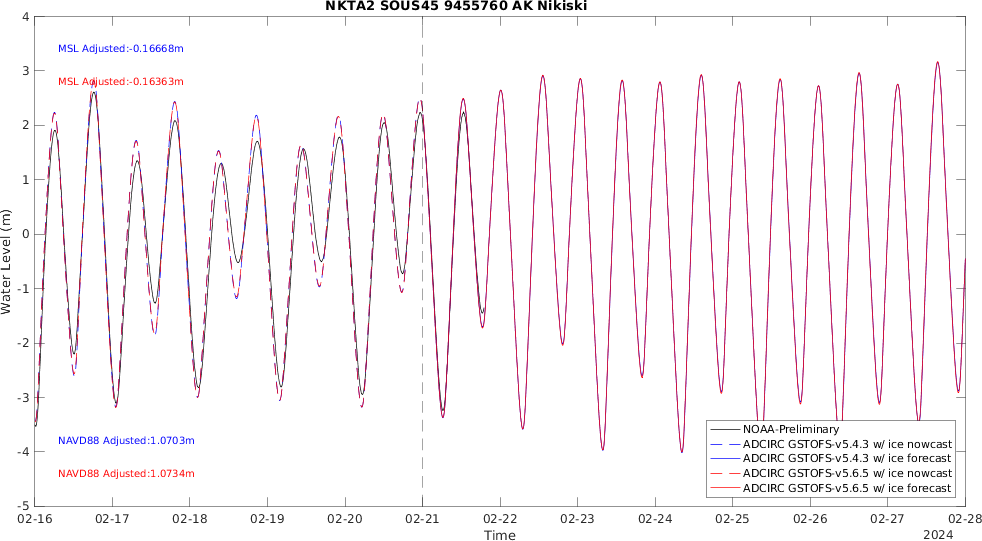 NKTA2 SOUS45 9455760 AK Nikiski
4
3
2
1
0
-1
-2
-3
-4
-5
Water Level (m)
MSL Adjusted:-0.16668m
MSL Adjusted:-0.16363m
NAVD88 Adjusted:1.0703m
NAVD88 Adjusted:1.0734m
NOAA-Preliminary
ADCIRC GSTOFS-v5.4.3 w/ ice nowcast
ADCIRC GSTOFS-v5.4.3 w/ ice forecast
ADCIRC GSTOFS-v5.6.5 w/ ice nowcast
ADCIRC GSTOFS-v5.6.5 w/ ice forecast
02-16 02-17 02-18 02-19 02-20 02-21 02-22 02-23 02-24 02-25 02-26 02-27 02-28
Time
2024